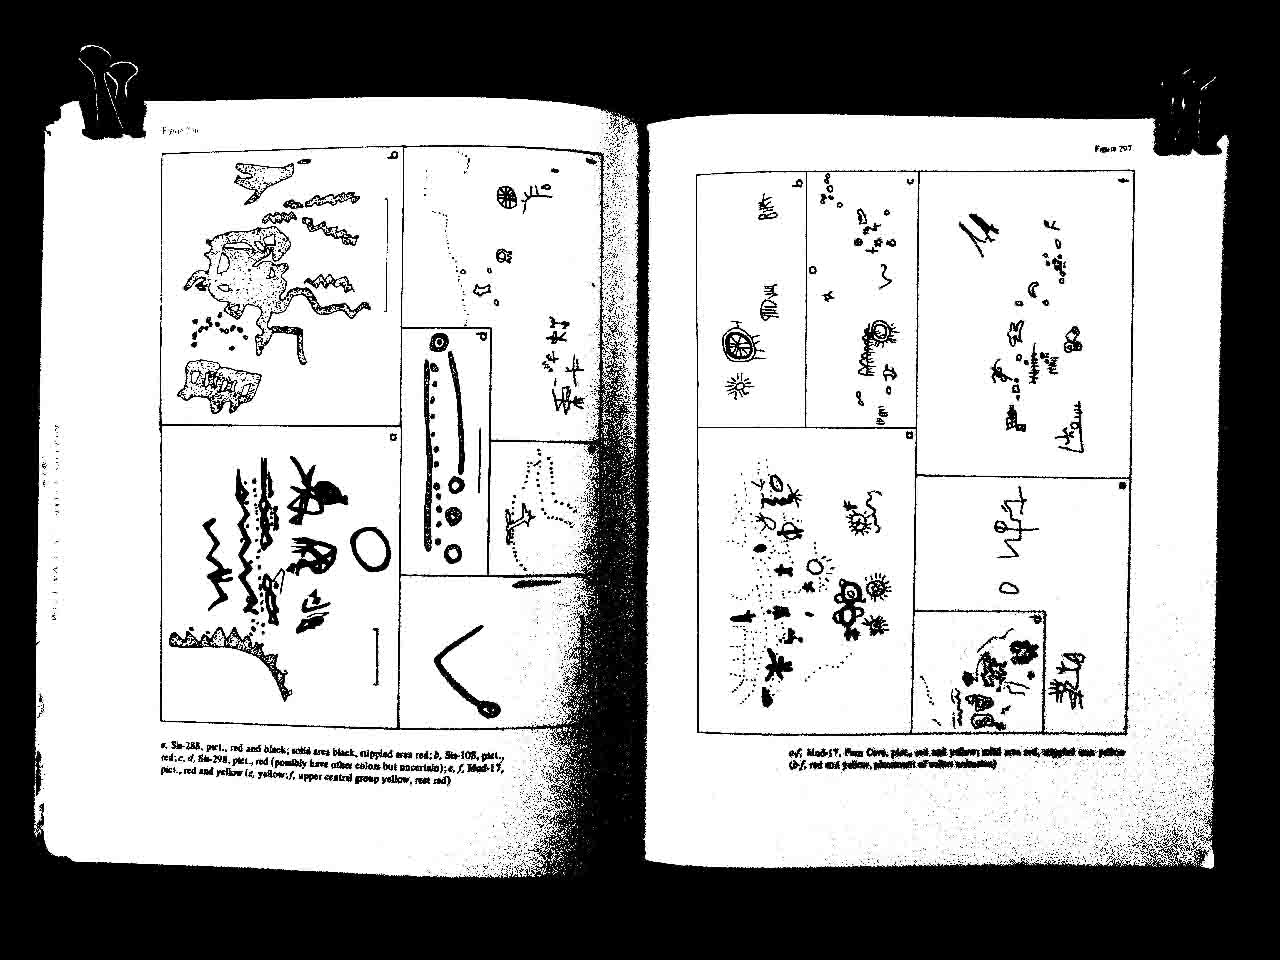 Figure
b
a
d
a. Sis-288, pict., red and black; solid area black, stippled area red; b, Sis-108, pict.,
red; c, d, Sis-298, pict., red (possibly have other colors but uncertain); e, f, Mod-17,
pict., red and yellow (e, yellow; f, upper central group yellow, rest red)
Figure 207
b
c
f
a
e
d
a-f, Mod-17, Fern Cave, pict., red and yellow; solid area red, stippled area yellow
(b-f, red and yellow, placement of colors